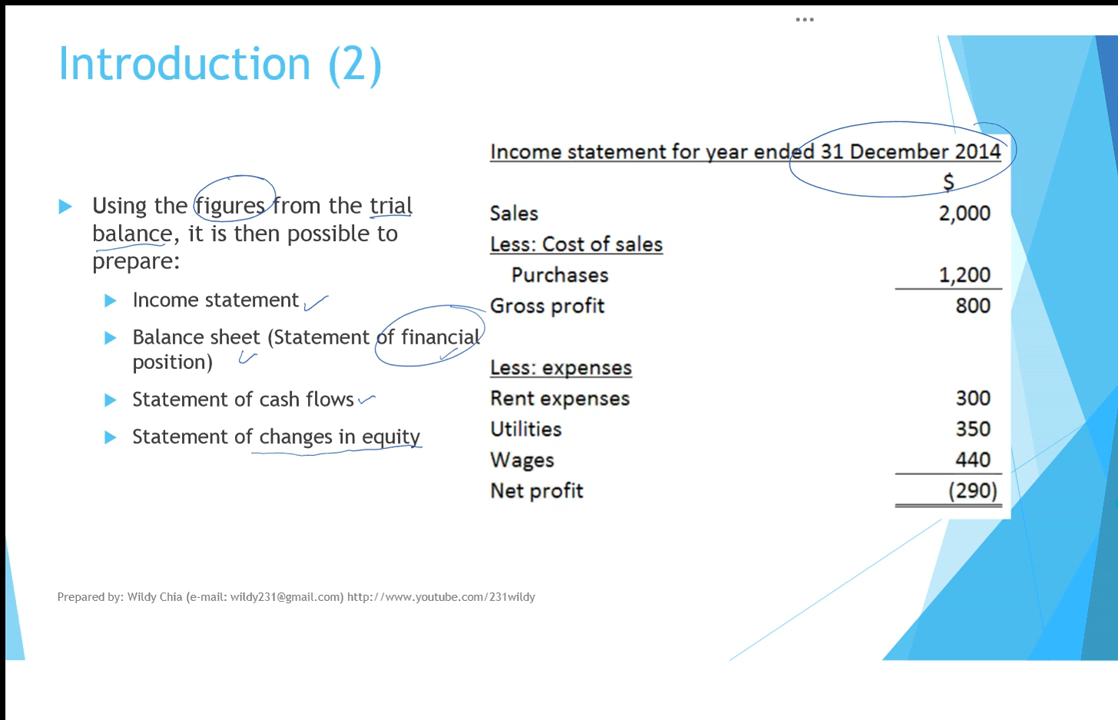 Introduction (2)
Using the figures from the trial
balance, it is then possible to
prepare:
Income statement
Balance sheet (Statement of financial
position)
Statement of cash flows
Statement of changes in equity
Income statement for year ended 31 December 2014
$
Sales 2,000
Less: Cost of sales
Purchases 1,200
Gross profit 800
Less: expenses
Rent expenses 300
Utilities 350
Wages 440
Net profit (290)
Prepared by: Wildy Chia (e-mail: wildy231@gmail.com) http://www.youtube.com/231wildy